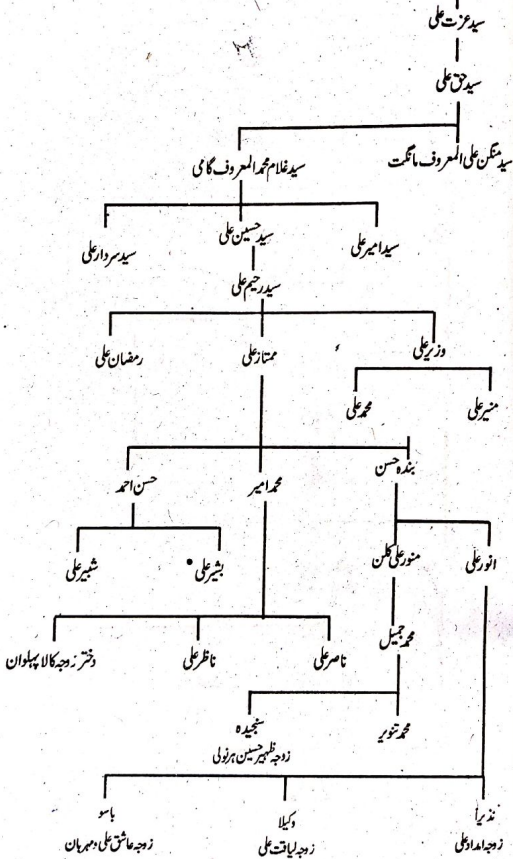 سید عزت علی
سید حق علی
سید منگن علی المعروف مانگت
سید غلام محمد المعروف گامی
سید امیر علی
سید حسین علی
سید سردار علی
سید رحیم علی
وزیر علی
ممتاز علی
رمضان علی
منیر علی
محمد علی
بندہ حسن
محمد امیر
حسن احمد
انور علی
منور علی کلن
بشیر علی
شبیر علی
محمد جمیل
ناصر علی
ناظر علی
دختر زوجہ کالا پہلوان
محمد تنویر
سنجیدہ
زوجہ ظہیر حسین ہرنولی
نذیراً
زوجہ امداد علی
وکیلا
زوجہ لیاقت علی
باسو
زوجہ عاشق علی و مہربان